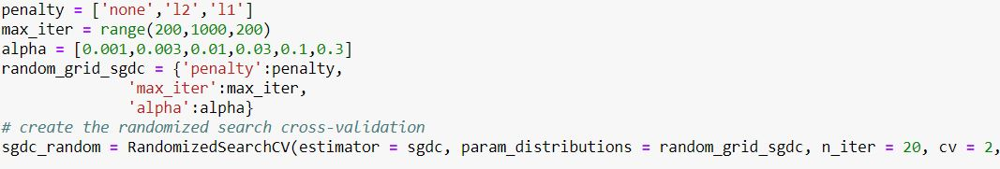 penalty = ['none','l2','l1']
max_iter = range(200,1000,200)
alpha = [0.001,0.003,0.01,0.03,0.1,0.3]
random_grid_sgdc = {'penalty':penalty,
'max_iter':max_iter,
'alpha':alpha}
# create the randomized search cross-validation
sgdc_random = RandomizedSearchCV(estimator = sgdc, param_distributions = random_grid_sgdc, n_iter = 20, cv = 2,